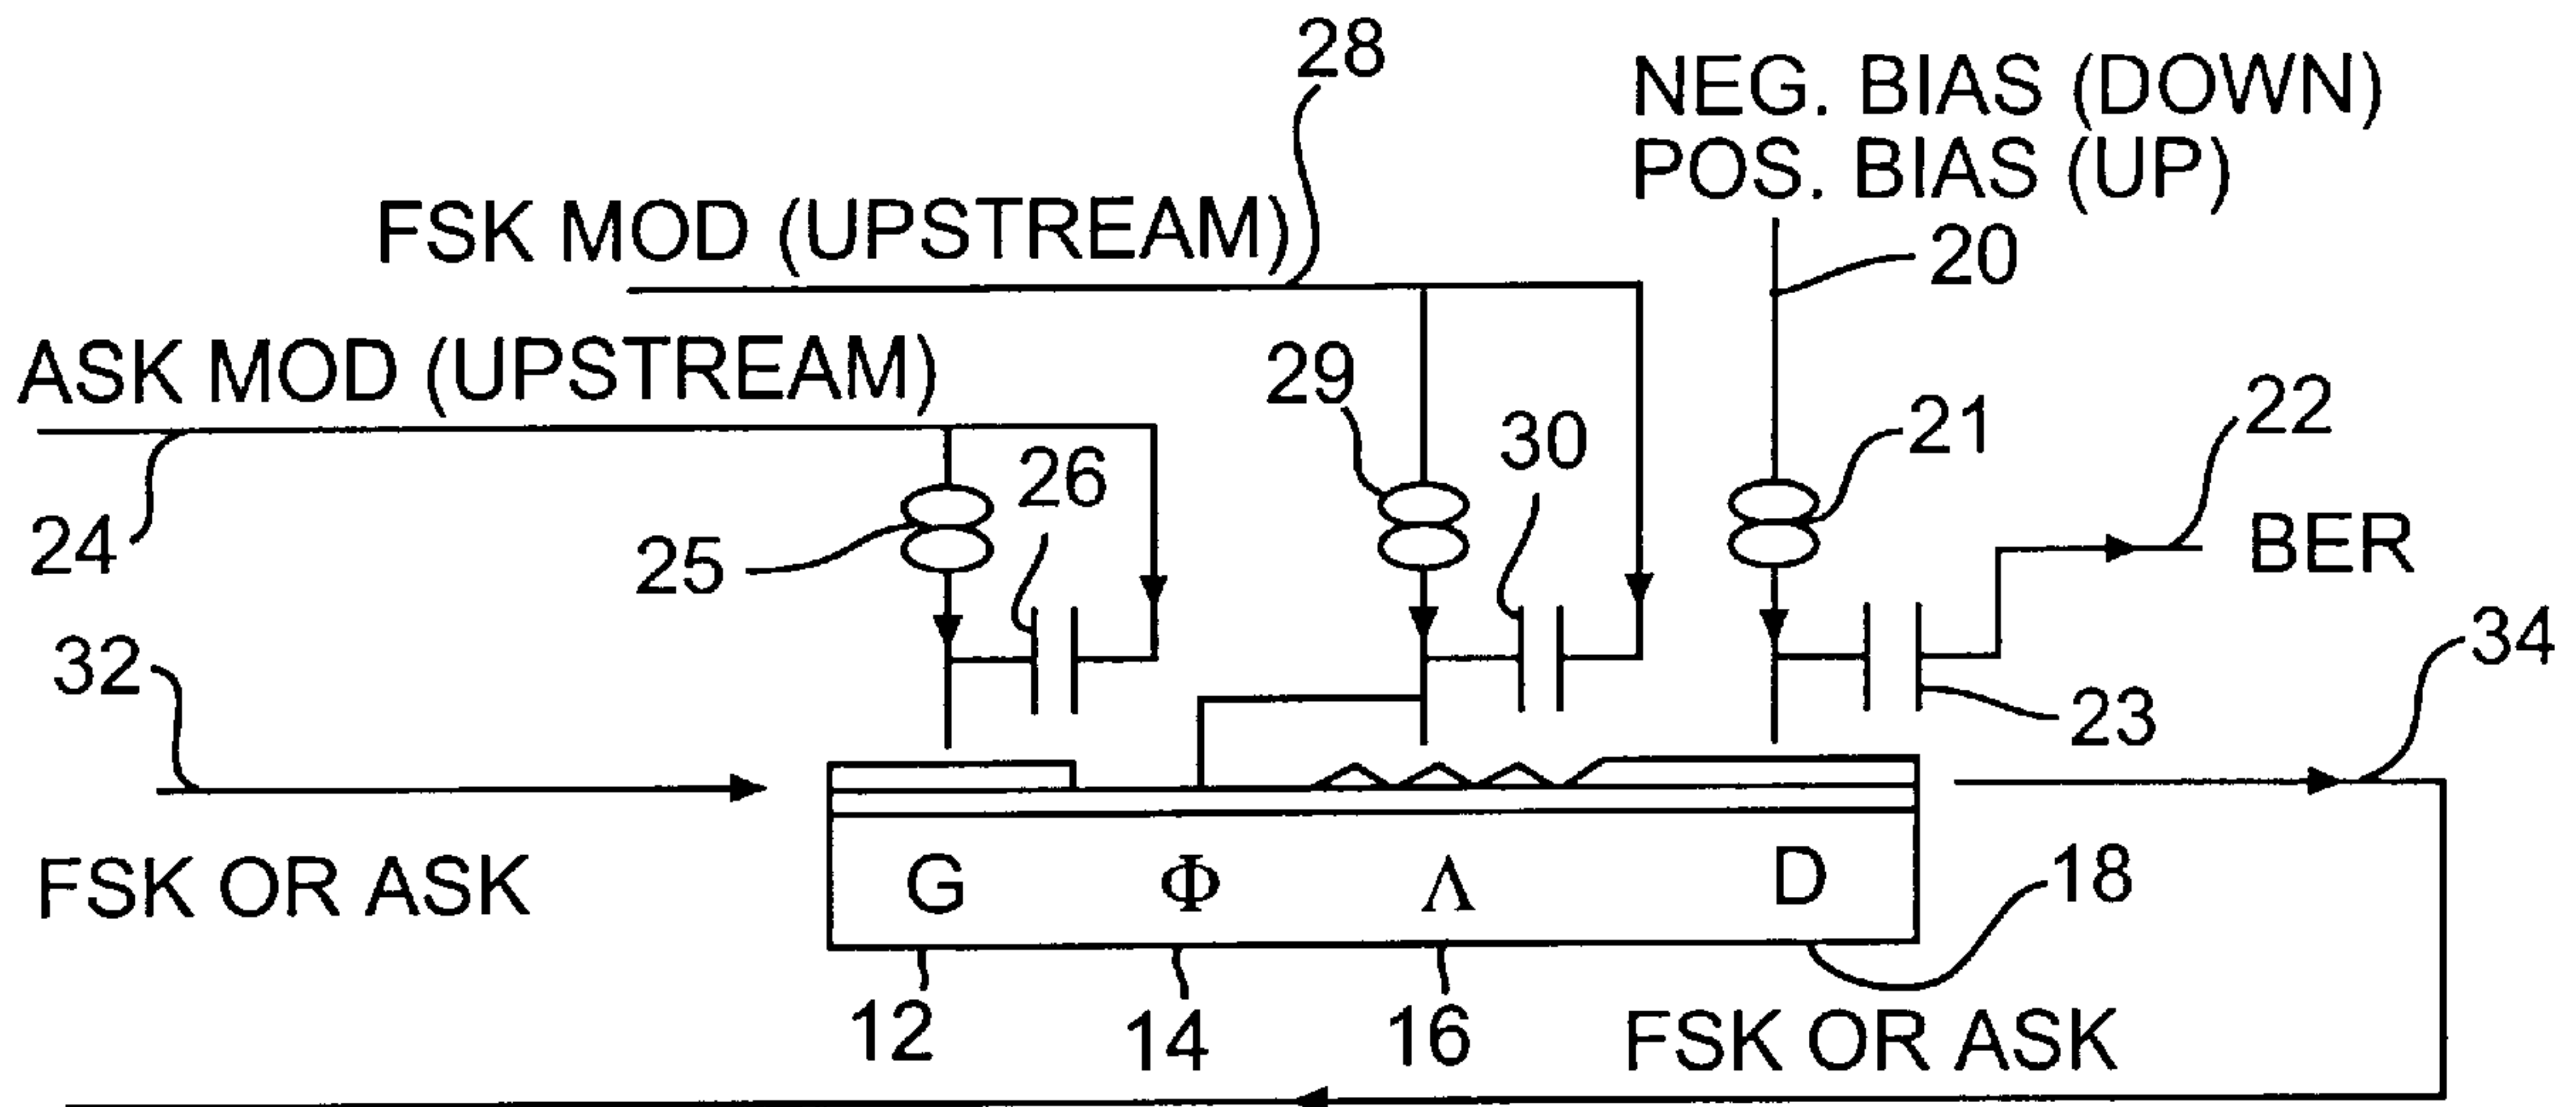 28
NEG. BIAS (DOWN)
POS. BIAS (UP)
FSK MOD (UPSTREAM)
20
ASK MOD (UPSTREAM)
29
21
22
30
26
24
25
BER
32
34
23
FSK OR ASK
G
Φ
Λ
D
18
12
14
16
FSK OR ASK